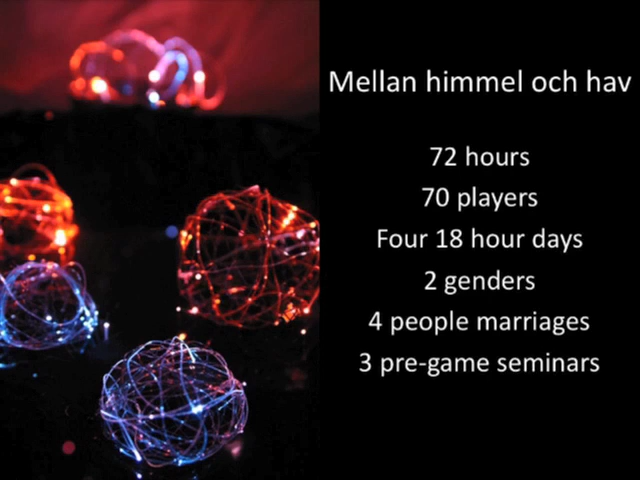 Mellan himmel och hav
72 hours
70 players
Four 18 hour days
2 genders
4 people marriages
3 pre-game seminars